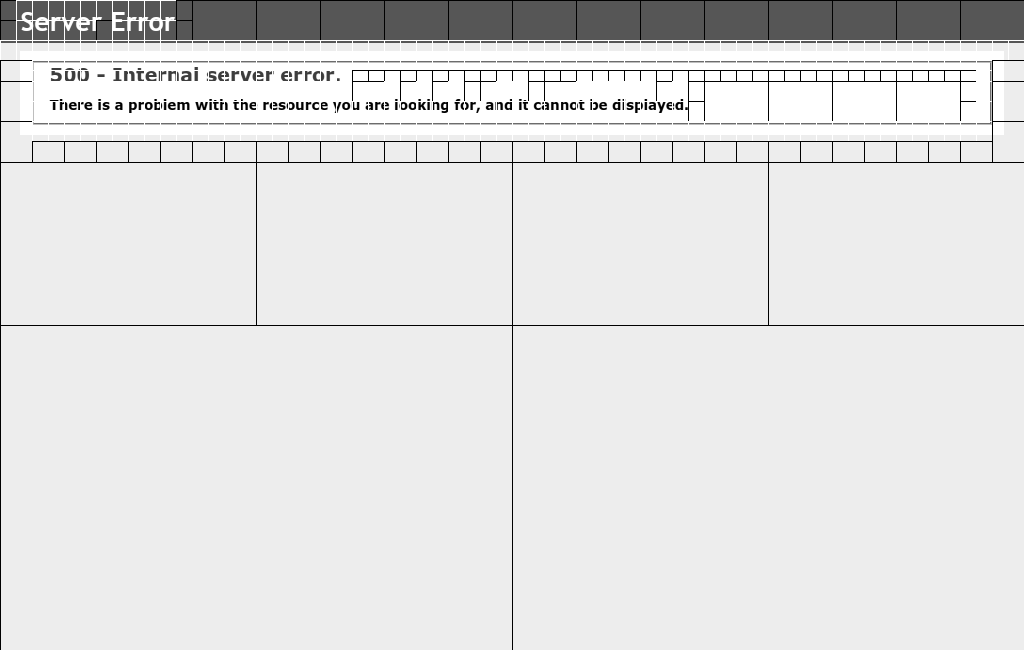 Server Error
500 - Internal server error.
There is a problem with the resource you are looking for, and it cannot be displayed.